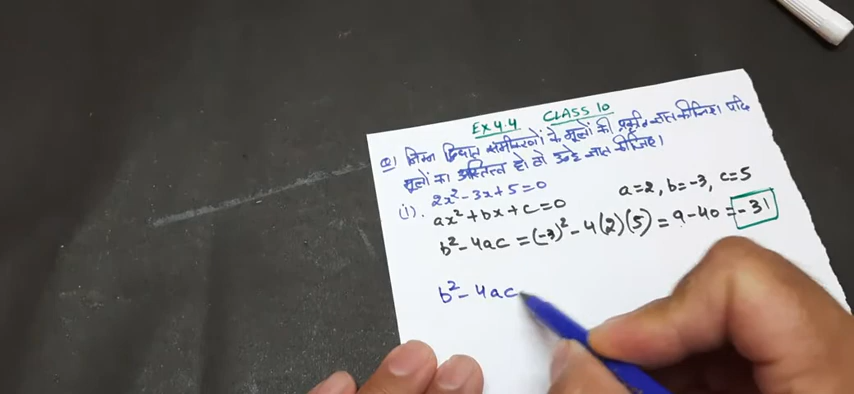 Ex 4.4 CLASS 10
Q1 निम्न द्विघात समीकरणों के मूलों की प्रकृति ज्ञात कीजिए। यदि
मूलों का अस्तित्व हो तो उन्हें ज्ञात कीजिए।
(i). 2x² - 3x + 5 = 0
ax² + bx + c = 0 a = 2, b = -3, c = 5
b² - 4ac = (-3)² - 4(2)(5) = 9 - 40 = -31
b² - 4ac